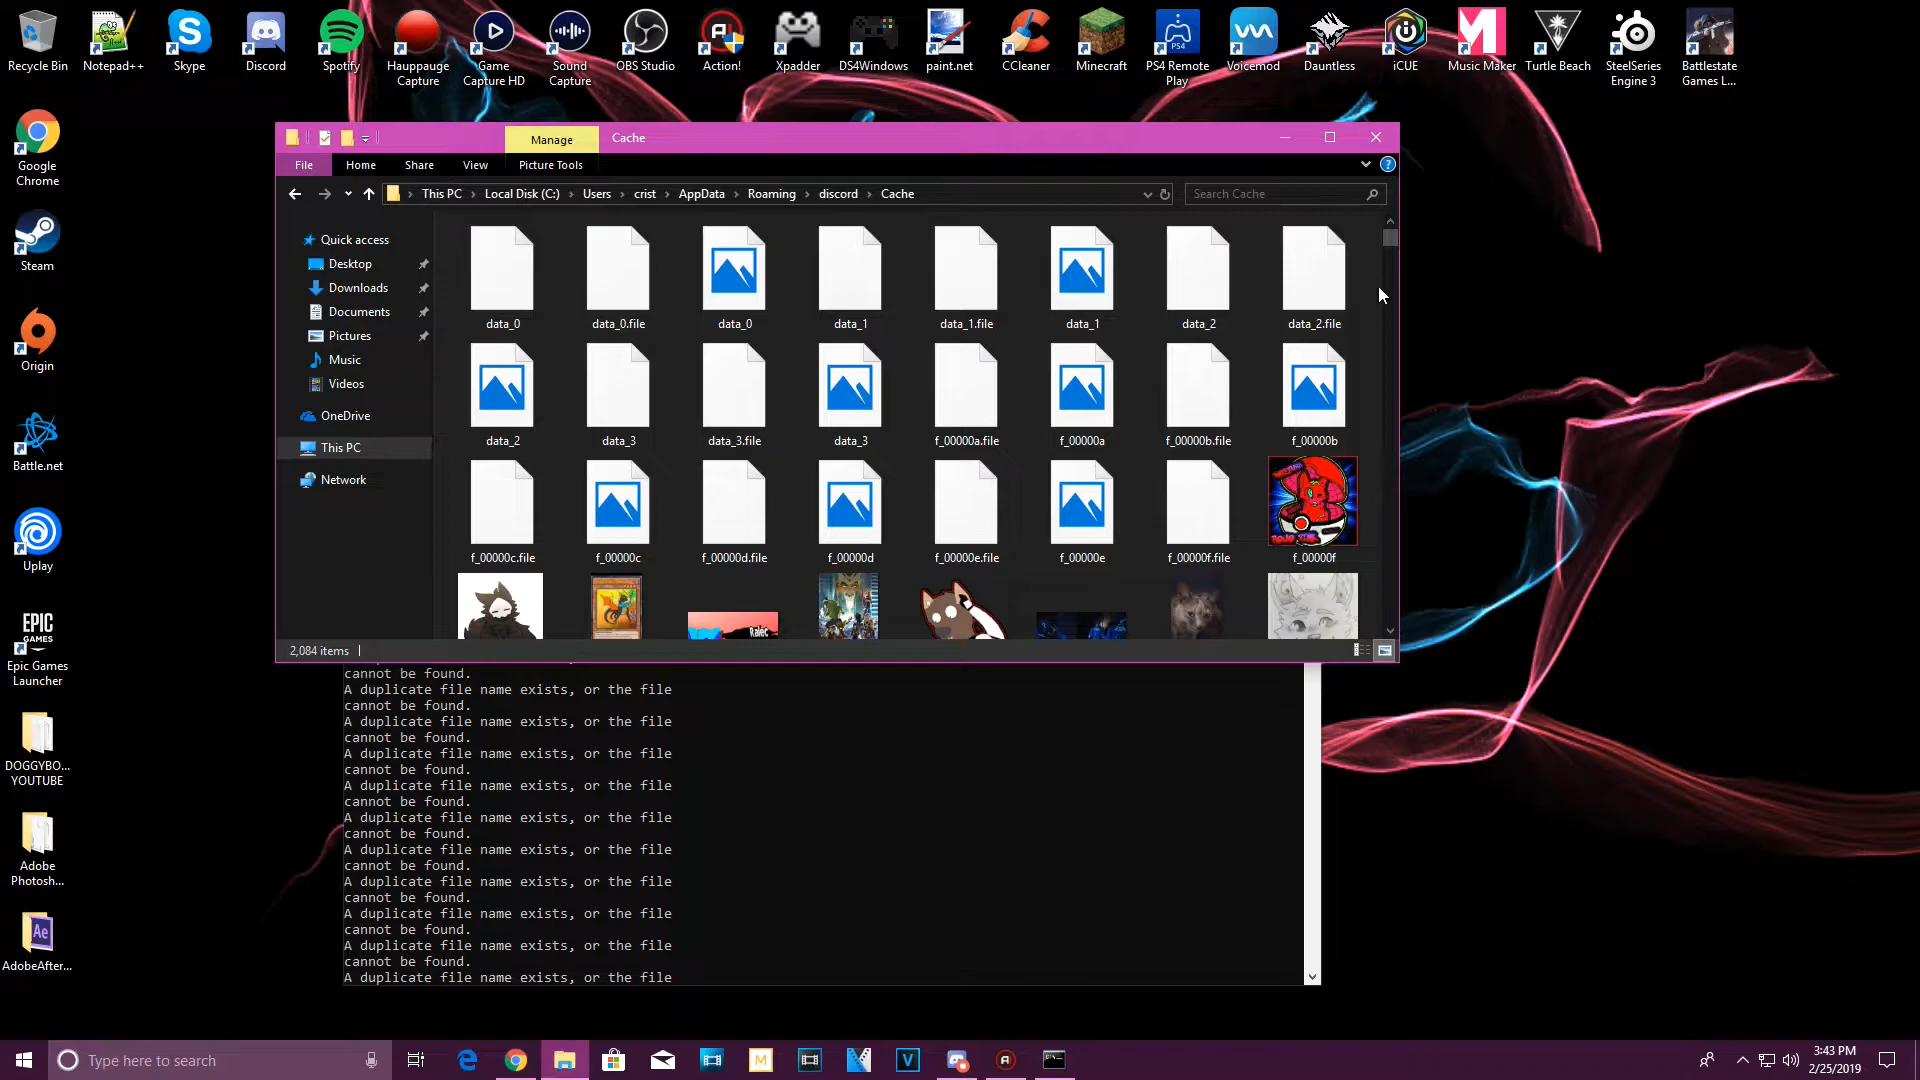 Recycle Bin
Notepad++
Skype
Discord
Spotify
Hauppauge
Capture
Game
Capture HD
Sound
Capture
OBS Studio
Action!
Xpadder
DS4Windows
paint.net
CCleaner
Minecraft
PS4 Remote
Play
Voicemod
Dauntless
iCUE
Music Maker
Turtle Beach
SteelSeries
Engine 3
Battlestate
Games L...
Google
Chrome
Steam
Origin
Battle.net
Uplay
EPIC
GAMES
Epic Games
Launcher
DOGGYBO...
YOUTUBE
Adobe
Photosh...
Ae
AdobeAfter...
Manage
Cache
File
Home
Share
View
Picture Tools
This PC
Local Disk (C:)
Users
crist
AppData
Roaming
discord
Cache
Search Cache
Quick access
Desktop
Downloads
Documents
Pictures
Music
Videos
OneDrive
This PC
Network
data_0
data_0.file
data_0
data_1
data_1.file
data_1
data_2
data_2.file
data_2
data_3
data_3.file
data_3
f_00000a.file
f_00000a
f_00000b.file
f_00000b
f_00000c.file
f_00000c
f_00000d.file
f_00000d
f_00000e.file
f_00000e
f_00000f.file
f_00000f
Ralec
2,084 items
cannot be found.
A duplicate file name exists, or the file
cannot be found.
A duplicate file name exists, or the file
cannot be found.
A duplicate file name exists, or the file
cannot be found.
A duplicate file name exists, or the file
cannot be found.
A duplicate file name exists, or the file
cannot be found.
A duplicate file name exists, or the file
cannot be found.
A duplicate file name exists, or the file
cannot be found.
A duplicate file name exists, or the file
cannot be found.
A duplicate file name exists, or the file
cannot be found.
A duplicate file name exists, or the file
Type here to search
3:43 PM
2/25/2019